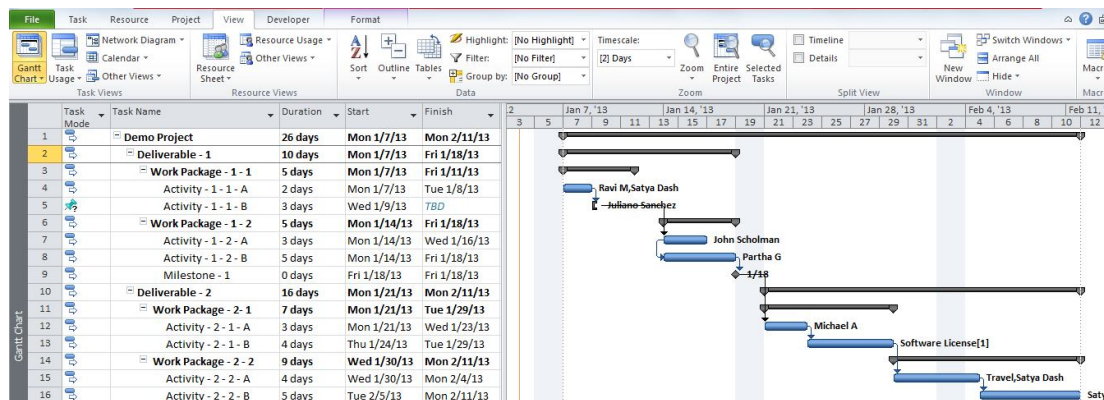 File Task Resource Project View Developer Format
Network Diagram Resource Usage Highlight: [No Highlight] Timescale: Timeline Switch Windows
Calendar Other Views Filter: [No Filter] [2] Days Details Arrange All
Gantt Chart Task Usage Other Views Resource Sheet Sort Outline Tables Group by: [No Group] Zoom Entire Project Selected Tasks New Window Hide
Task Views Resource Views Data Zoom Split View Window
Task Mode Task Name Duration Start Finish Jan 7, '13 Jan 14, '13 Jan 21, '13 Jan 28, '13 Feb 4, '13 Feb 11,
3 5 7 9 11 13 15 17 19 21 23 25 27 29 31 2 4 6 8 10 12
1 Demo Project 26 days Mon 1/7/13 Mon 2/11/13
2 Deliverable - 1 10 days Mon 1/7/13 Fri 1/18/13
3 Work Package - 1 - 1 5 days Mon 1/7/13 Fri 1/11/13
4 Activity - 1 - 1 - A 2 days Mon 1/7/13 Tue 1/8/13 Ravi M,Satya Dash
5 Activity - 1 - 1 - B 3 days Wed 1/9/13 TBD Juliano Sanchez
6 Work Package - 1 - 2 5 days Mon 1/14/13 Fri 1/18/13
7 Activity - 1 - 2 - A 3 days Mon 1/14/13 Wed 1/16/13 John Scholman
8 Activity - 1 - 2 - B 5 days Mon 1/14/13 Fri 1/18/13 Partha G
9 Milestone - 1 0 days Fri 1/18/13 Fri 1/18/13 1/18
10 Deliverable - 2 16 days Mon 1/21/13 Mon 2/11/13
11 Work Package - 2- 1 7 days Mon 1/21/13 Tue 1/29/13
12 Activity - 2 - 1 - A 3 days Mon 1/21/13 Wed 1/23/13 Michael A
13 Activity - 2 - 1 - B 4 days Thu 1/24/13 Tue 1/29/13 Software License[1]
14 Work Package - 2 - 2 9 days Wed 1/30/13 Mon 2/11/13
15 Activity - 2 - 2 - A 4 days Wed 1/30/13 Mon 2/4/13 Travel,Satya Dash
16 Activity - 2 - 2 - B 5 days Tue 2/5/13 Mon 2/11/13
Gantt Chart